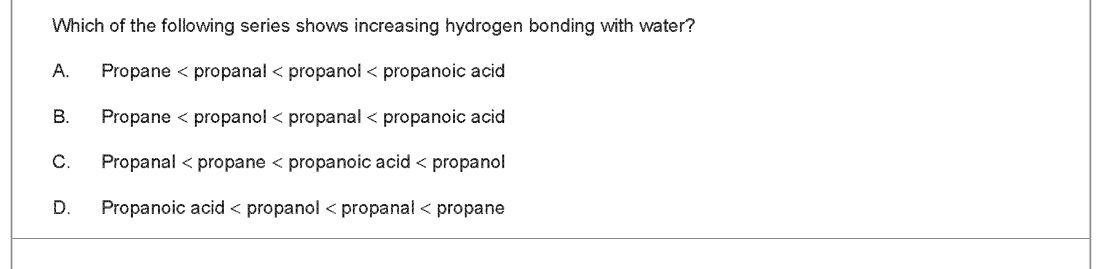 Which of the following series shows increasing hydrogen bonding with water?
A. Propane < propanal < propanol < propanoic acid
B. Propane < propanol < propanal < propanoic acid
C. Propanal < propane < propanoic acid < propanol
D. Propanoic acid < propanol < propanal < propane